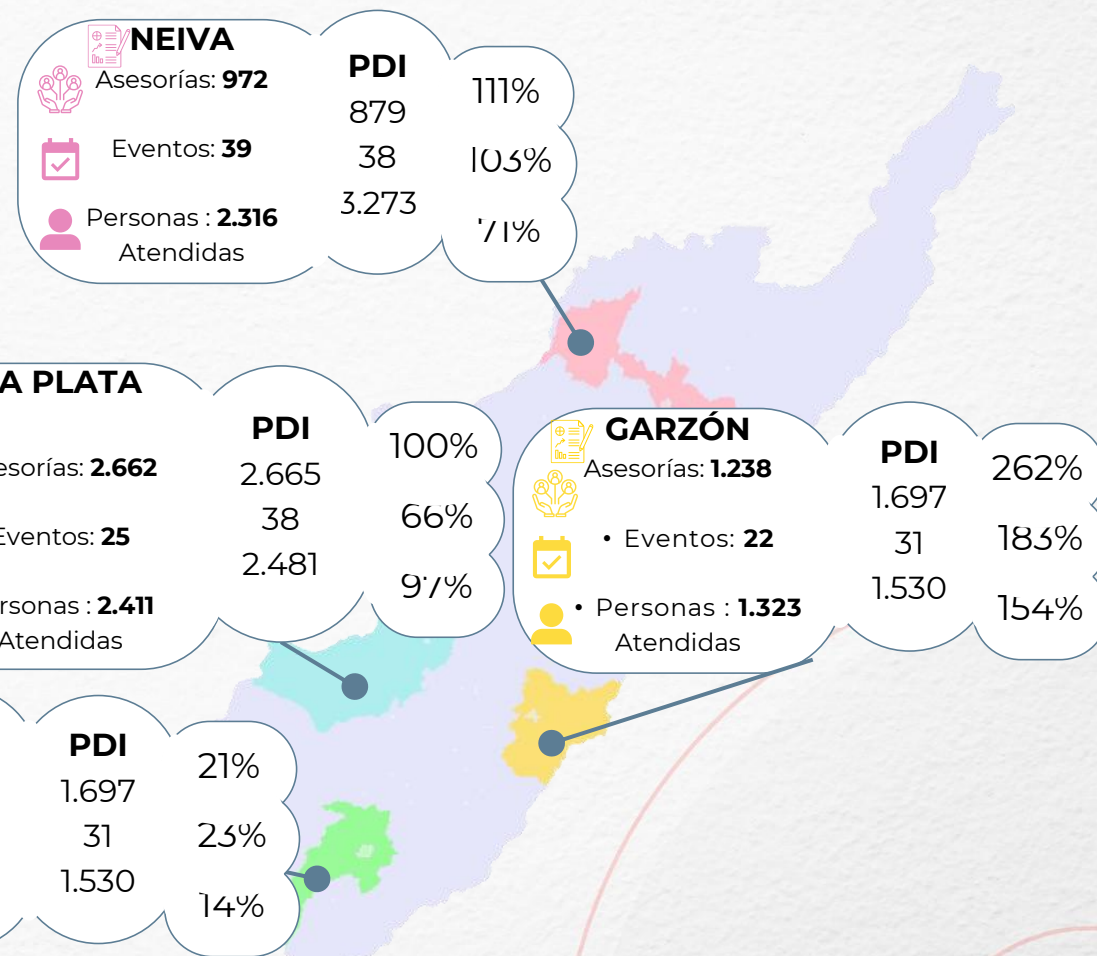 NEIVA
Asesorías: 972
Eventos: 39
Personas : 2.316
Atendidas
PDI
879
38
3.273
111%
103%
71%
A PLATA
esorías: 2.662
Eventos: 25
rsonas : 2.411
Atendidas
PDI
2.665
38
2.481
100%
66%
97%
GARZÓN
Asesorías: 1.238
• Eventos: 22
• Personas : 1.323
Atendidas
PDI
1.697
31
1.530
262%
183%
154%
PDI
1.697
31
1.530
21%
23%
14%